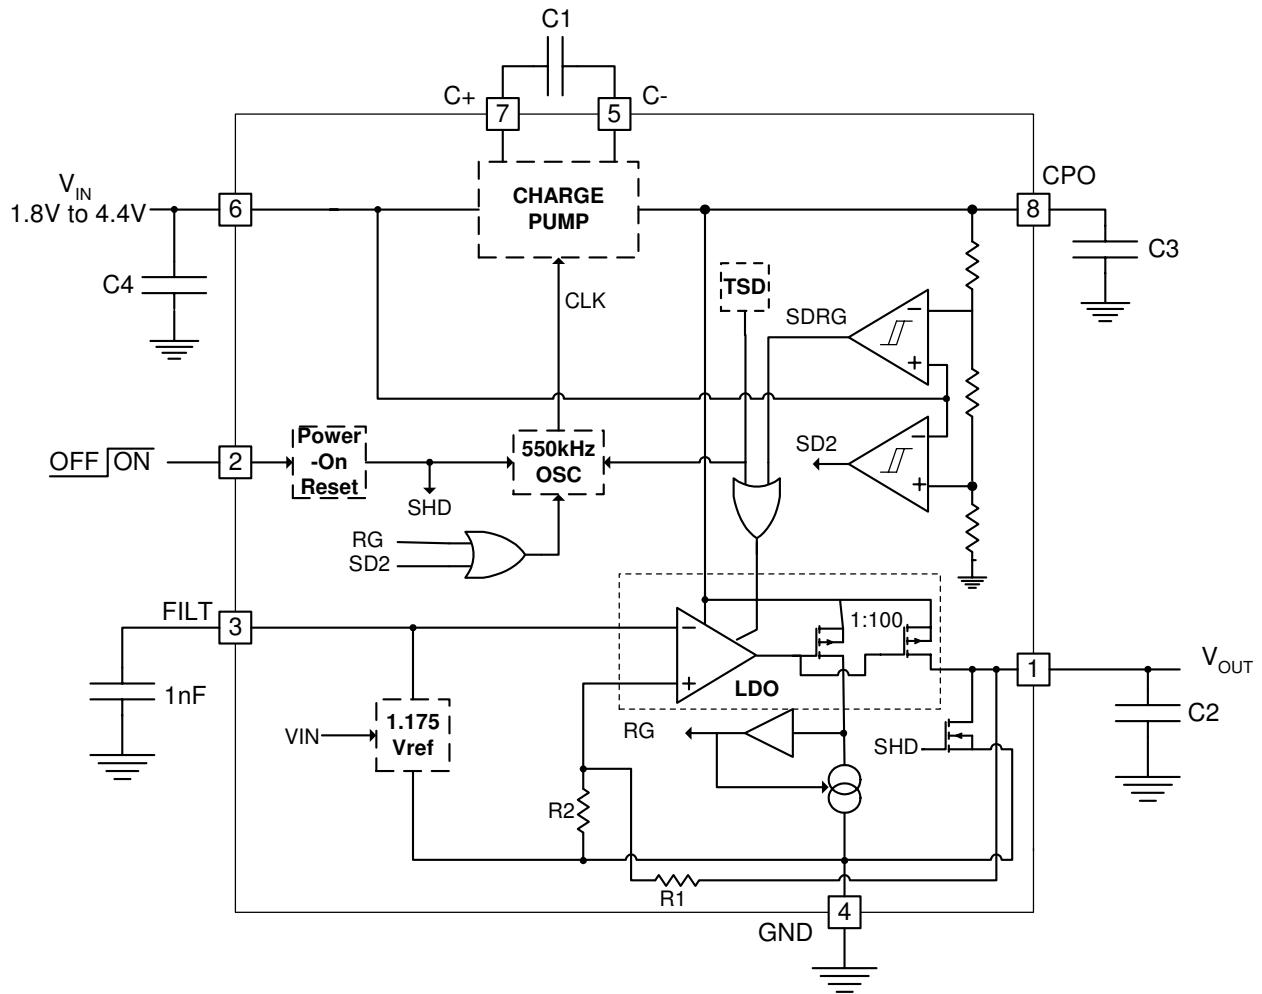 C1
C+
7
5
C-
V_IN
1.8V to 4.4V
6
CHARGE
PUMP
CPO
8
C3
C4
CLK
TSD
SDRG
−
+
OFF ON
2
Power
-On
Reset
550kHz
OSC
SD2
−
+
SHD
RG
SD2
FILT
3
1nF
−
+
LDO
1:100
1
V_OUT
C2
VIN
1.175
Vref
RG
SHD
R2
R1
4
GND